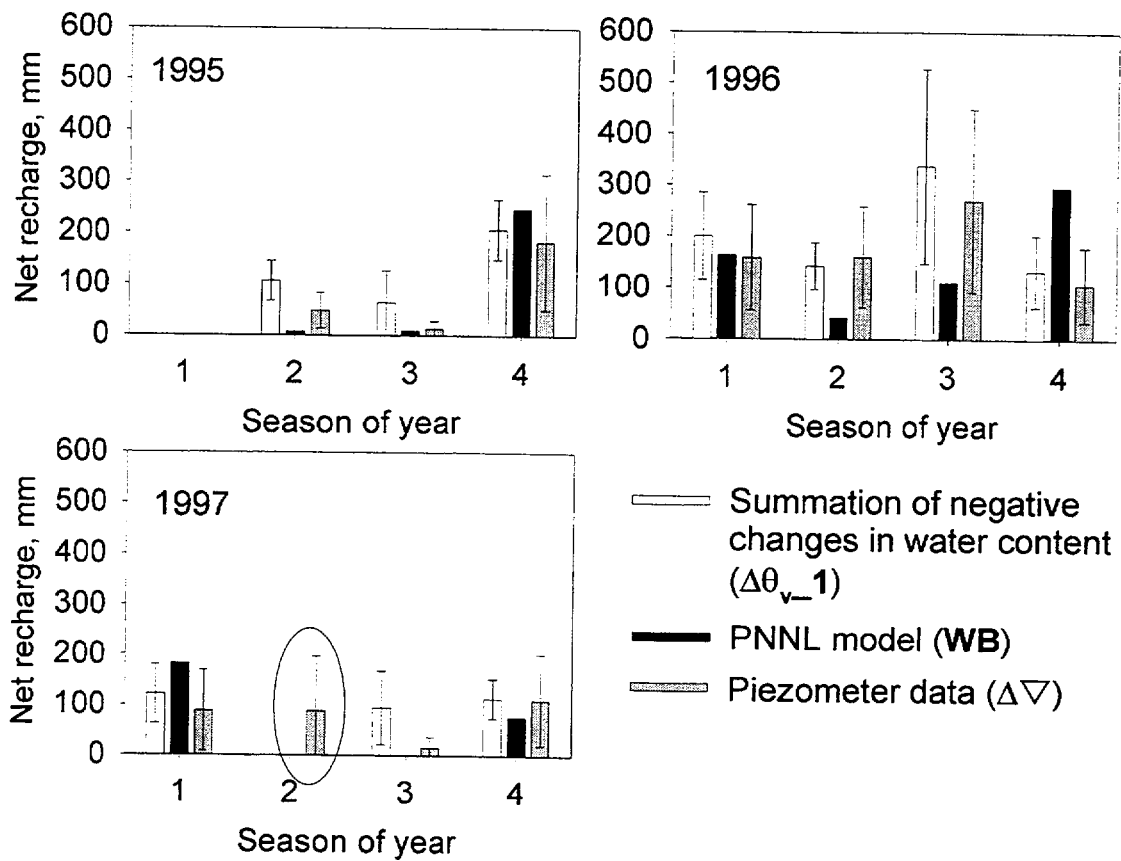 600
500
400
300
200
100
0
Net recharge, mm
1995
1 2 3 4
Season of year
600
500
400
300
200
100
0
1996
1 2 3 4
Season of year
600
500
400
300
200
100
0
Net recharge, mm
1997
1 2 3 4
Season of year
Summation of negative
changes in water content
(Δθv_1)
PNNL model (WB)
Piezometer data (Δ∇)